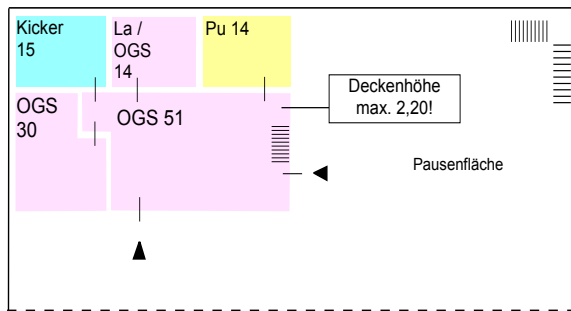 Kicker
15
La /
OGS
14
Pu 14
OGS
30
OGS 51
Deckenhöhe
max. 2,20!
Pausenfläche